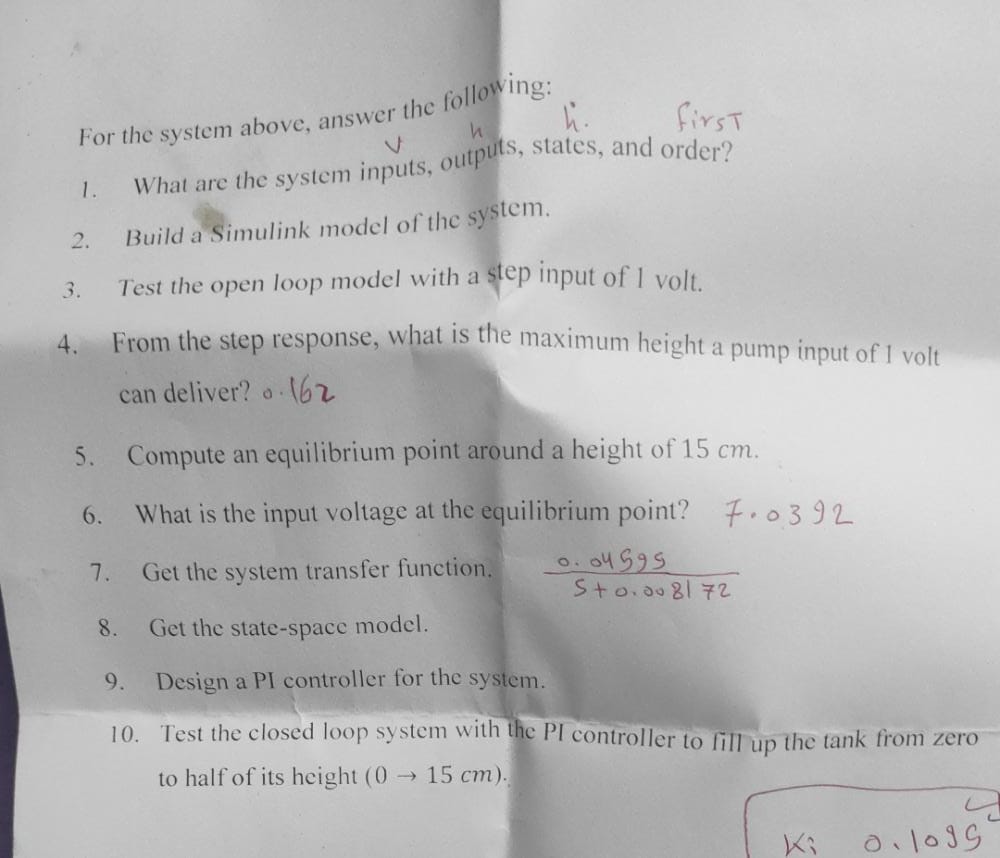 For the system above, answer the following:
v h h. first
1. What are the system inputs, outputs, states, and order?
2. Build a Simulink model of the system.
3. Test the open loop model with a step input of 1 volt.
4. From the step response, what is the maximum height a pump input of 1 volt
can deliver? 0.162
5. Compute an equilibrium point around a height of 15 cm.
6. What is the input voltage at the equilibrium point? 7.0392
7. Get the system transfer function. 0.04595
S+0.008172
8. Get the state-space model.
9. Design a PI controller for the system.
10. Test the closed loop system with the PI controller to fill up the tank from zero
to half of its height (0 → 15 cm).
Ki 0.1095